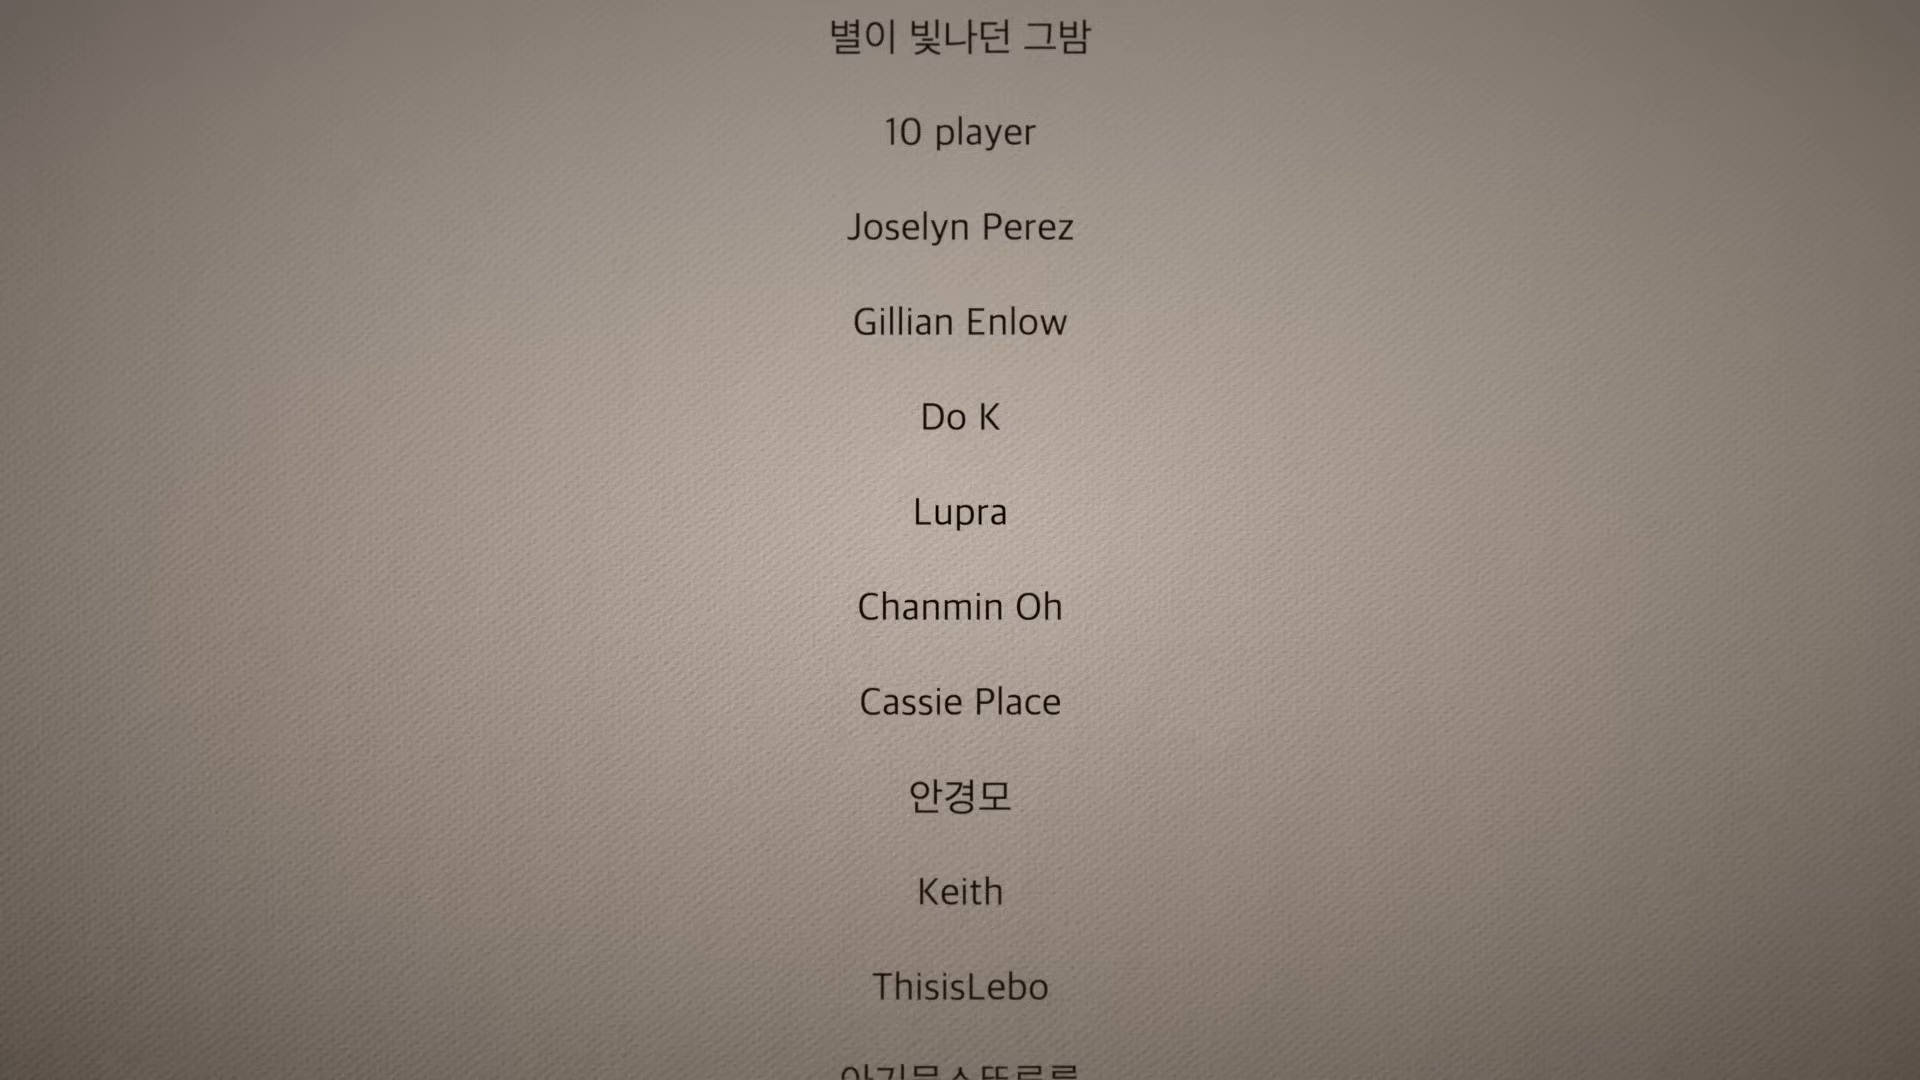 별이 빛나던 그밤
10 player
Joselyn Perez
Gillian Enlow
Do K
Lupra
Chanmin Oh
Cassie Place
안경모
Keith
ThisisLebo